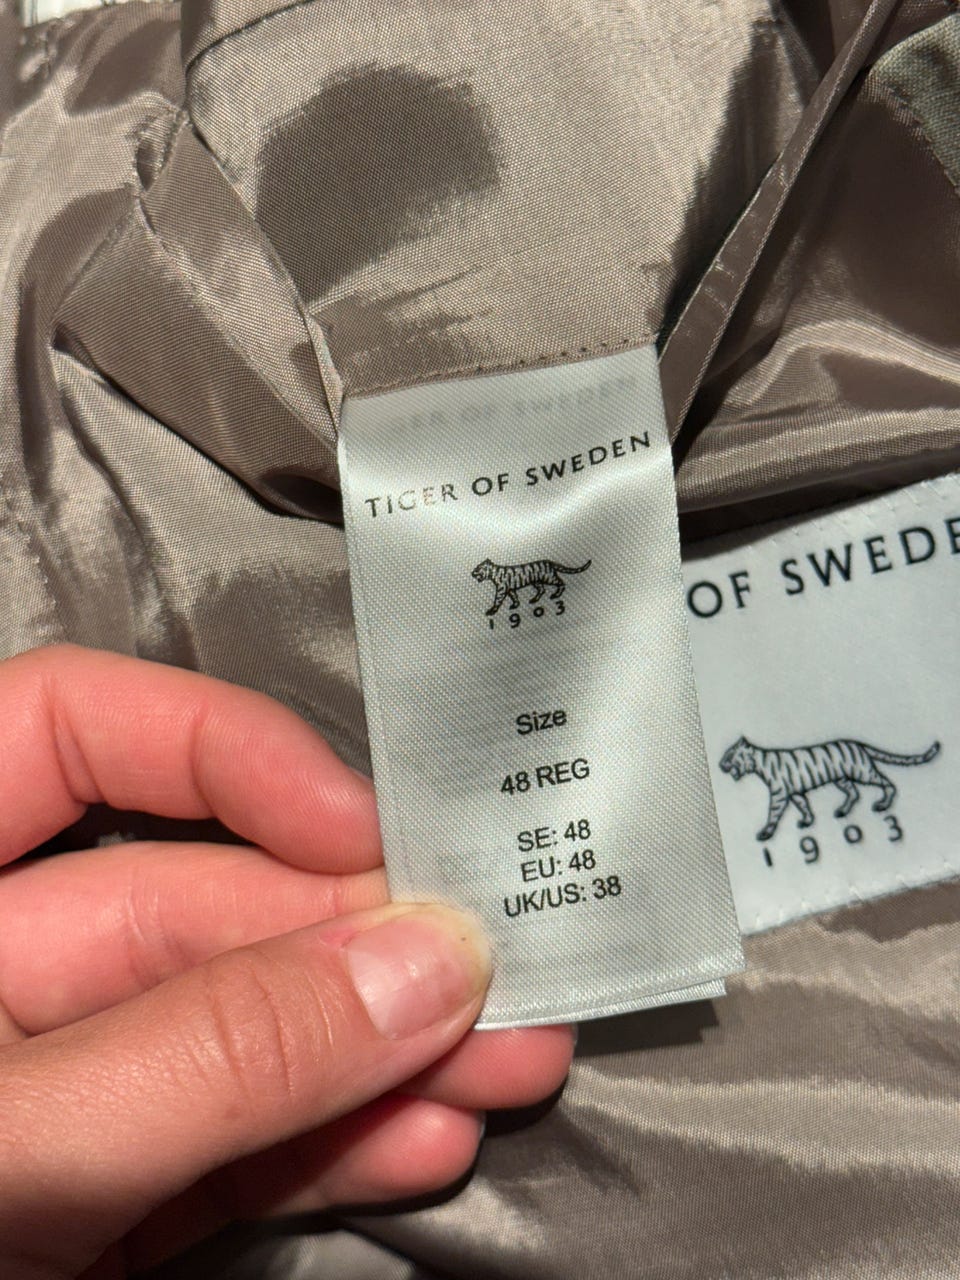 TIGER OF SWEDEN
1903
Size
48 REG
SE: 48
EU: 48
UK/US: 38
OF SWEDE
1903